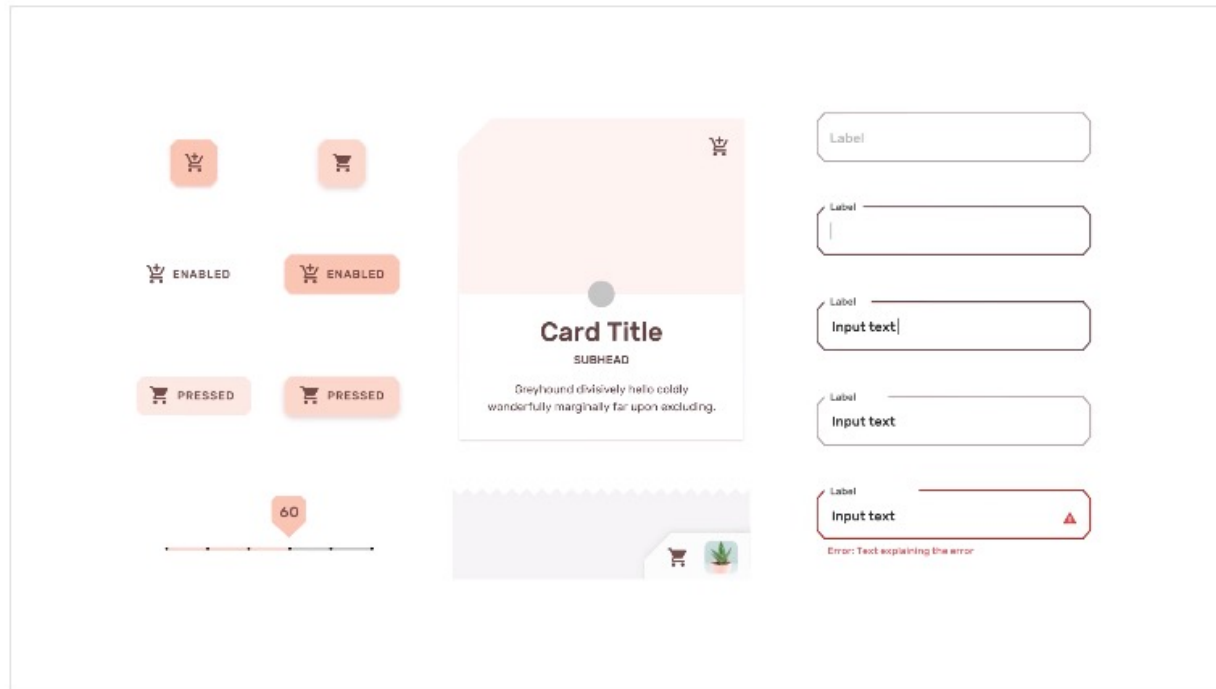 ENABLED
ENABLED
PRESSED
PRESSED
60
Card Title
SUBHEAD
Greyhound divisively hello coldly
wonderfully marginally far upon excluding.
Label
Label
Label
Input text
Label
Input text
Label
Input text
Error: Text explaining the error